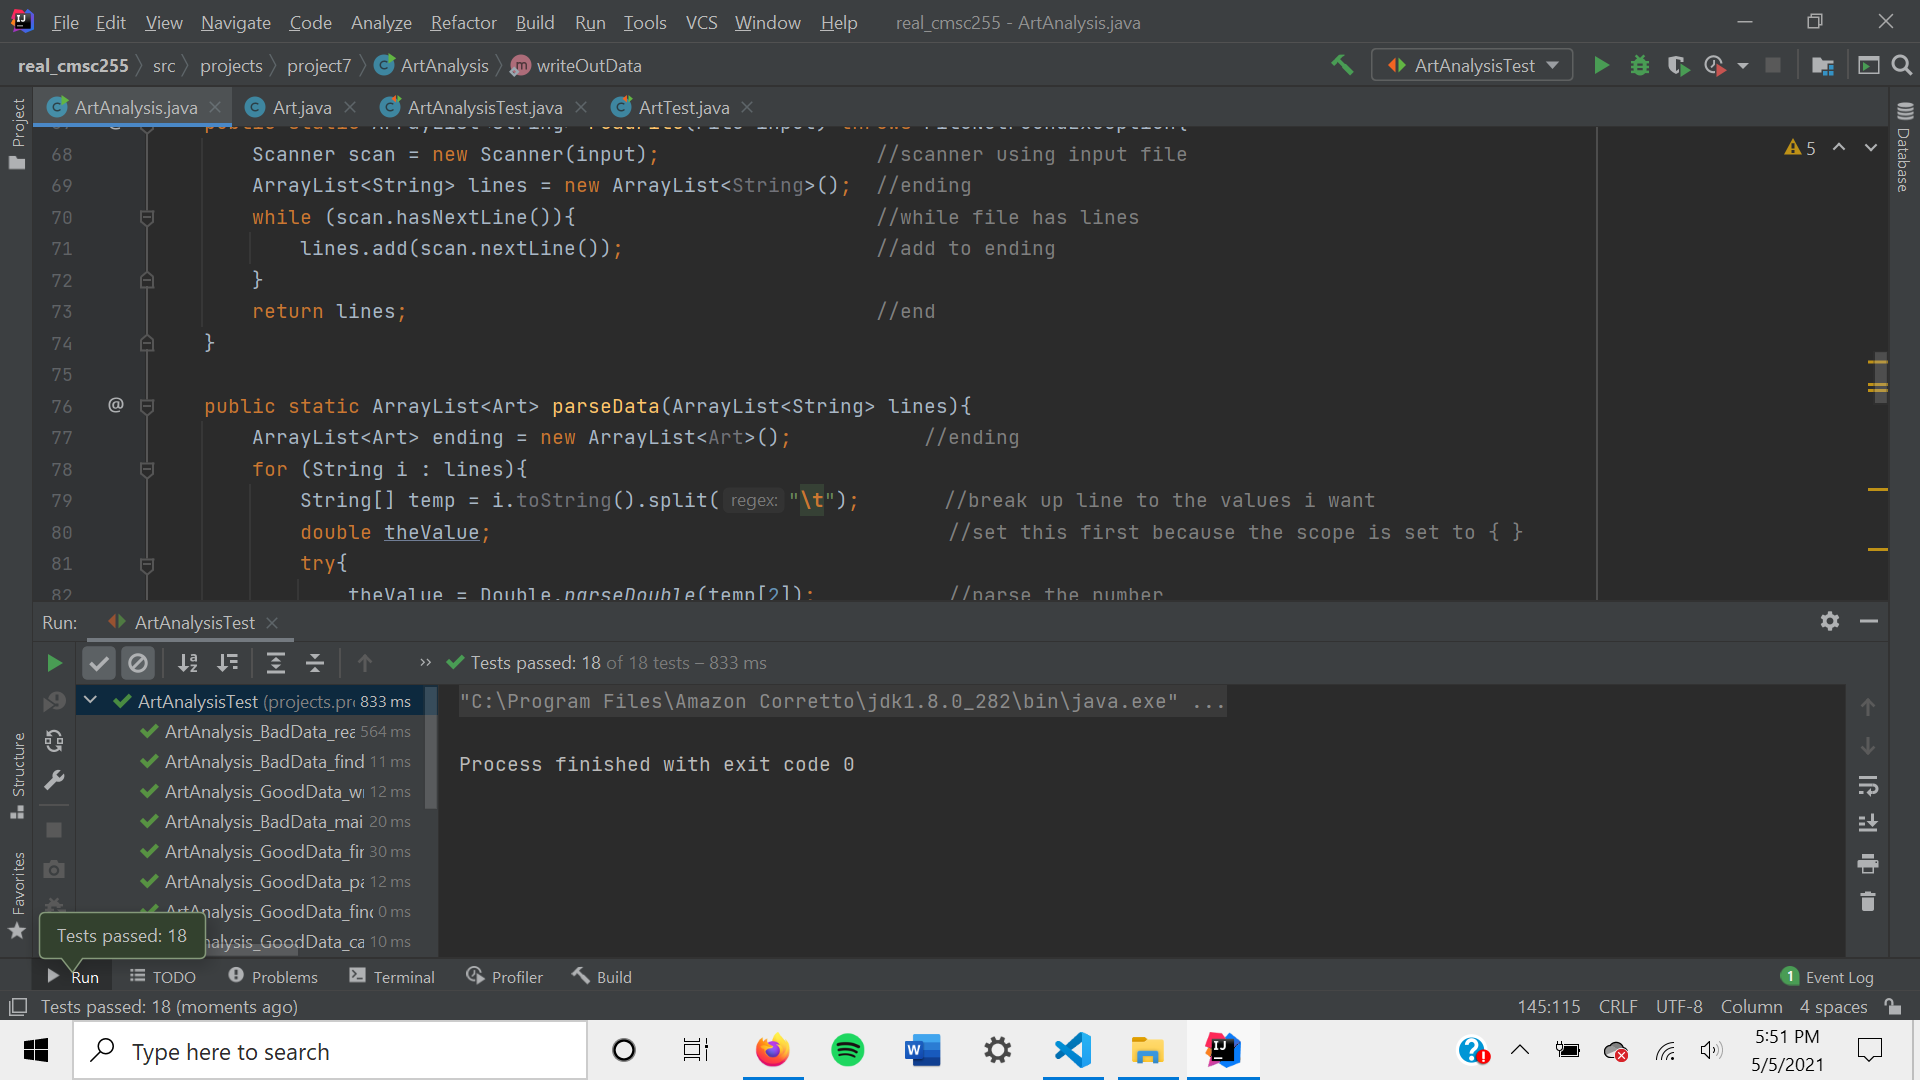 File Edit View Navigate Code Analyze Refactor Build Run Tools VCS Window Help real_cmsc255 - ArtAnalysis.java
real_cmsc255 src projects project7 ArtAnalysis writeOutData ArtAnalysisTest
Project ArtAnalysis.java Art.java ArtAnalysisTest.java ArtTest.java
68 Scanner scan = new Scanner(input); //scanner using input file 5
69 ArrayList<String> lines = new ArrayList<String>(); //ending
70 while (scan.hasNextLine()){ //while file has lines
71 lines.add(scan.nextLine()); //add to ending
72 }
73 return lines; //end
74 }
75
76 @ public static ArrayList<Art> parseData(ArrayList<String> lines){
77 ArrayList<Art> ending = new ArrayList<Art>(); //ending
78 for (String i : lines){
79 String[] temp = i.toString().split( regex: "\t"); //break up line to the values i want
80 double theValue; //set this first because the scope is set to { }
81 try{
82 theValue = Double.parseDouble(temp[2]); //parse the number
Database
Run: ArtAnalysisTest
Tests passed: 18 of 18 tests – 833 ms
ArtAnalysisTest (projects.pr 833 ms
ArtAnalysis_BadData_rea 564 ms
ArtAnalysis_BadData_find 11 ms
ArtAnalysis_GoodData_w 12 ms
ArtAnalysis_BadData_mai 20 ms
ArtAnalysis_GoodData_fir 30 ms
ArtAnalysis_GoodData_pa 12 ms
ArtAnalysis_GoodData_finc 0 ms
nalysis_GoodData_ca 10 ms
"C:\Program Files\Amazon Corretto\jdk1.8.0_282\bin\java.exe" ...
Process finished with exit code 0
Structure
Favorites
Tests passed: 18
Run TODO Problems Terminal Profiler Build 1 Event Log
Tests passed: 18 (moments ago) 145:115 CRLF UTF-8 Column 4 spaces
Type here to search
5:51 PM
5/5/2021